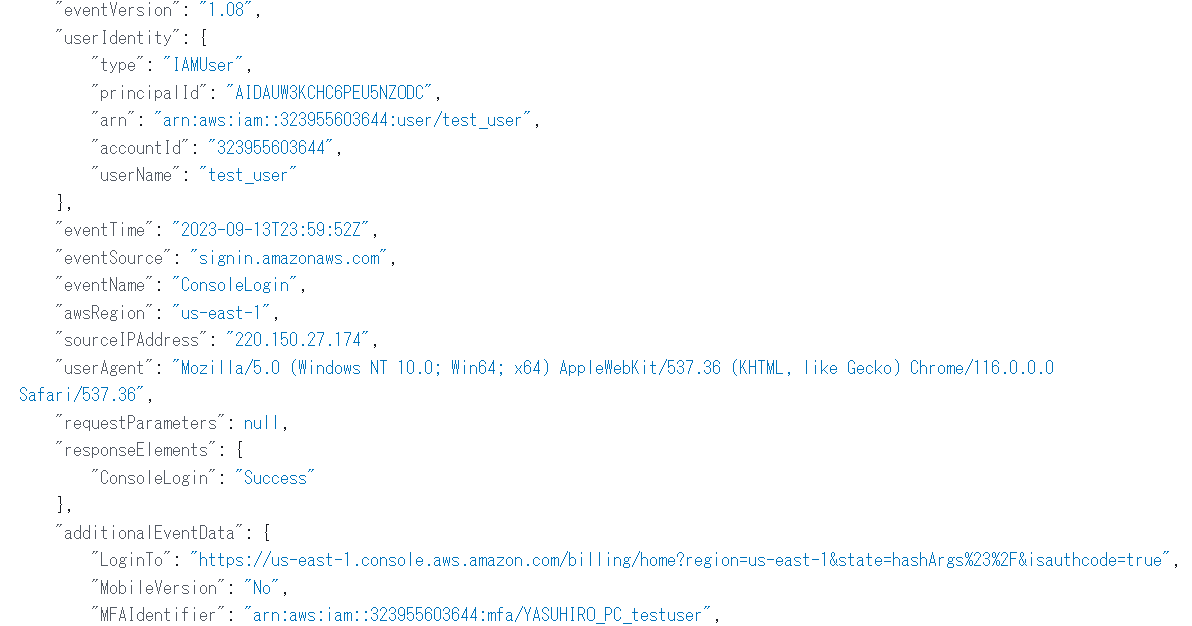 "eventVersion": "1.08",
"userIdentity": {
"type": "IAMUser",
"principalId": "AIDAUW3KCHC6PEU5NZODC",
"arn": "arn:aws:iam::323955603644:user/test_user",
"accountId": "323955603644",
"userName": "test_user"
},
"eventTime": "2023-09-13T23:59:52Z",
"eventSource": "signin.amazonaws.com",
"eventName": "ConsoleLogin",
"awsRegion": "us-east-1",
"sourceIPAddress": "220.150.27.174",
"userAgent": "Mozilla/5.0 (Windows NT 10.0; Win64; x64) AppleWebKit/537.36 (KHTML, like Gecko) Chrome/116.0.0.0
Safari/537.36",
"requestParameters": null,
"responseElements": {
"ConsoleLogin": "Success"
},
"additionalEventData": {
"LoginTo": "https://us-east-1.console.aws.amazon.com/billing/home?region=us-east-1&state=hashArgs%23%2F&isauthcode=true",
"MobileVersion": "No",
"MFAIdentifier": "arn:aws:iam::323955603644:mfa/YASUHIRO_PC_testuser",